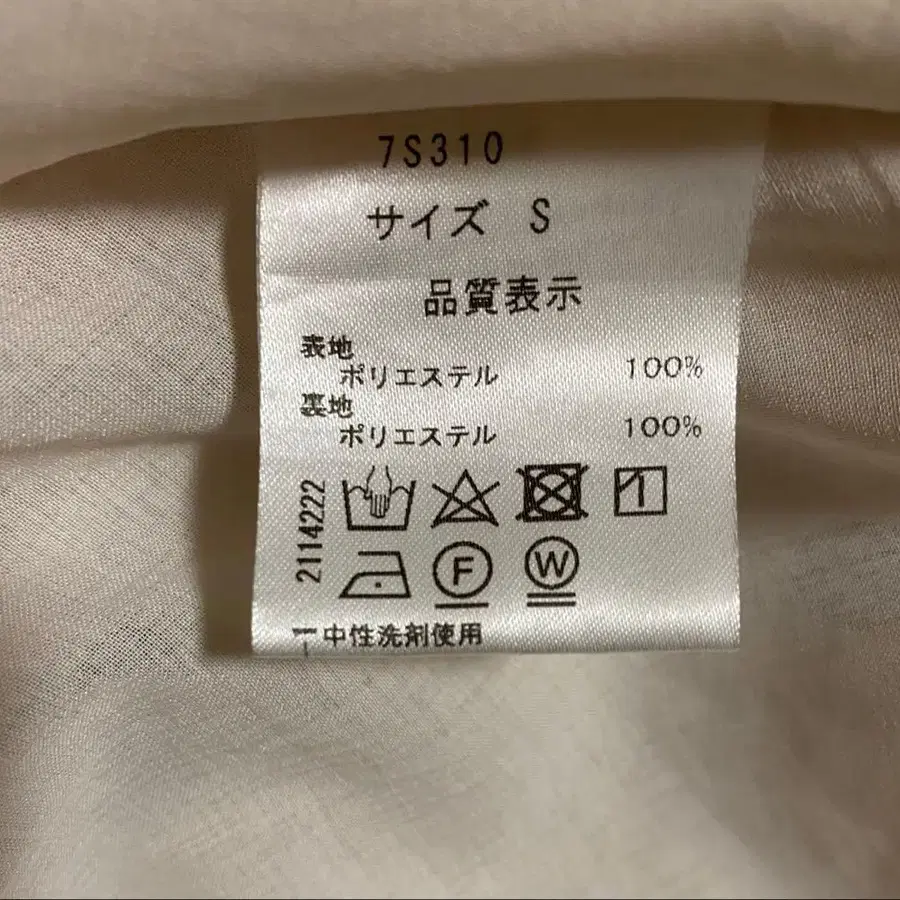 7S310
サイズ S
品質表示
表地
ポリエステル 100%
裏地
ポリエステル 100%
2114222
F W
中性洗剤使用